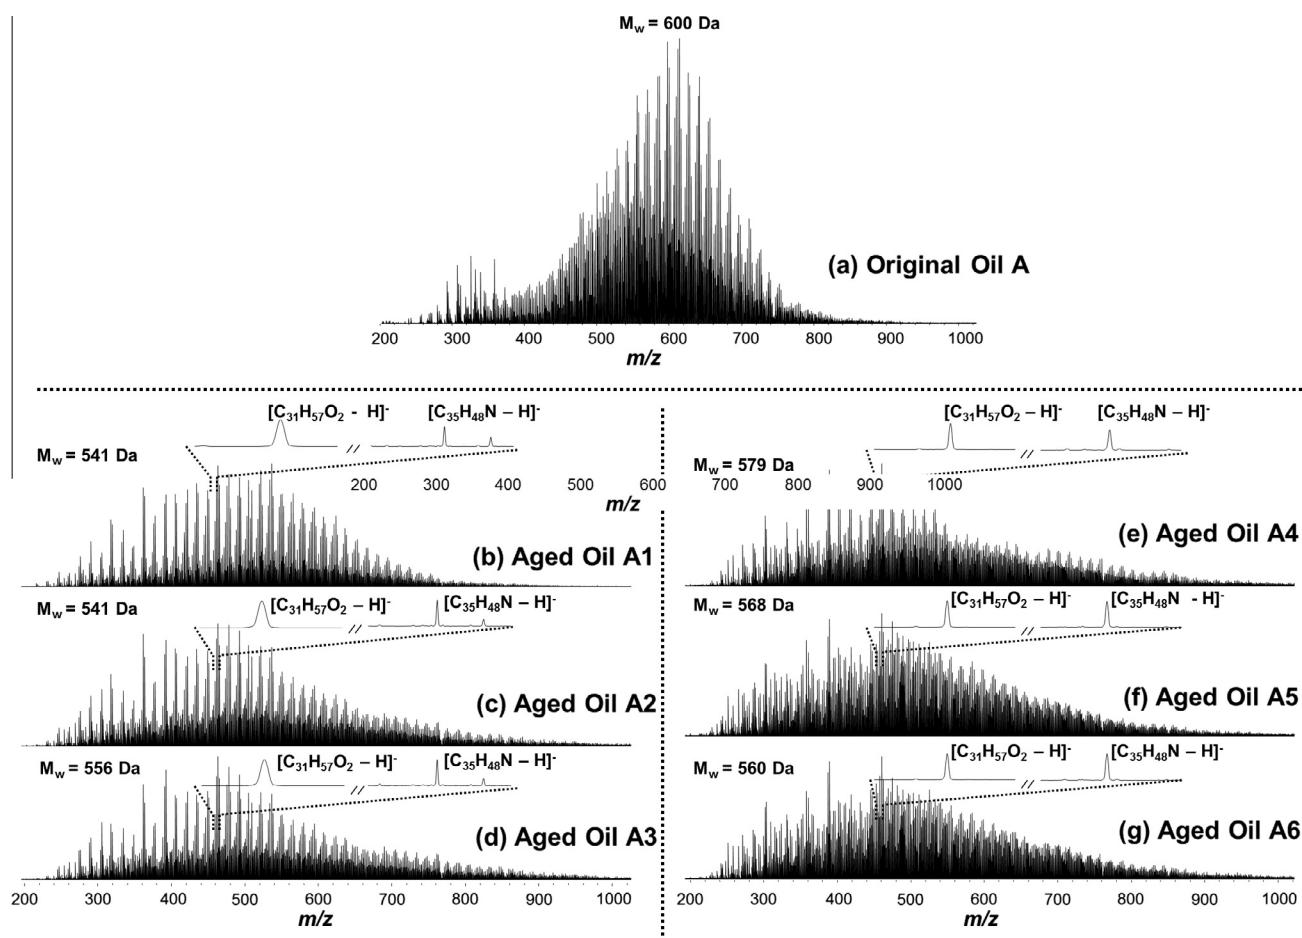 Mw = 600 Da
(a) Original Oil A
200 300 400 500 600 700 800 900 1000
m/z
[C31H57O2 - H]- [C35H48N – H]-
Mw = 541 Da
200 300 400 500 600
m/z
(b) Aged Oil A1
[C31H57O2 – H]- [C35H48N – H]-
Mw = 541 Da
(c) Aged Oil A2
[C31H57O2 – H]- [C35H48N – H]-
Mw = 556 Da
(d) Aged Oil A3
200 300 400 500 600 700 800 900 1000
m/z
[C31H57O2 – H]- [C35H48N – H]-
Mw = 579 Da
700 800 900 1000
(e) Aged Oil A4
[C31H57O2 – H]- [C35H48N - H]-
Mw = 568 Da
(f) Aged Oil A5
[C31H57O2 – H]- [C35H48N – H]-
Mw = 560 Da
(g) Aged Oil A6
200 300 400 500 600 700 800 900 1000
m/z